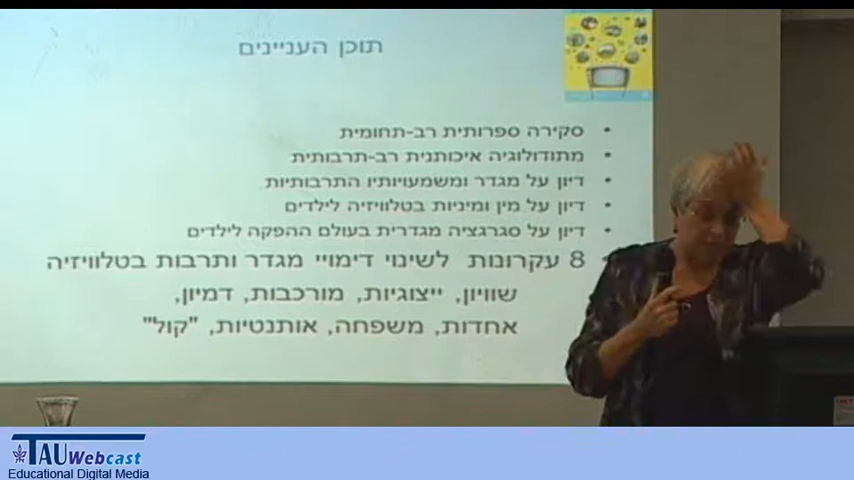 תוכן העניינים
• סקירה ספרותית רב-תחומית
• מתודולוגיה איכותנית רב-תרבותית
• דיון על מגדר ומשמעויותיו התרבותיות
• דיון על מין ומיניות בטלוויזיה לילדים
• דיון על סגרגציה מגדרית בעולם ההפקה לילדים
• 8 עקרונות לשינוי דימויי מגדר ותרבות בטלוויזיה
שוויון, ייצוגיות, מורכבות, דמיון,
אחדות, משפחה, אותנטיות, "קול"
TAU Webcast
Educational Digital Media